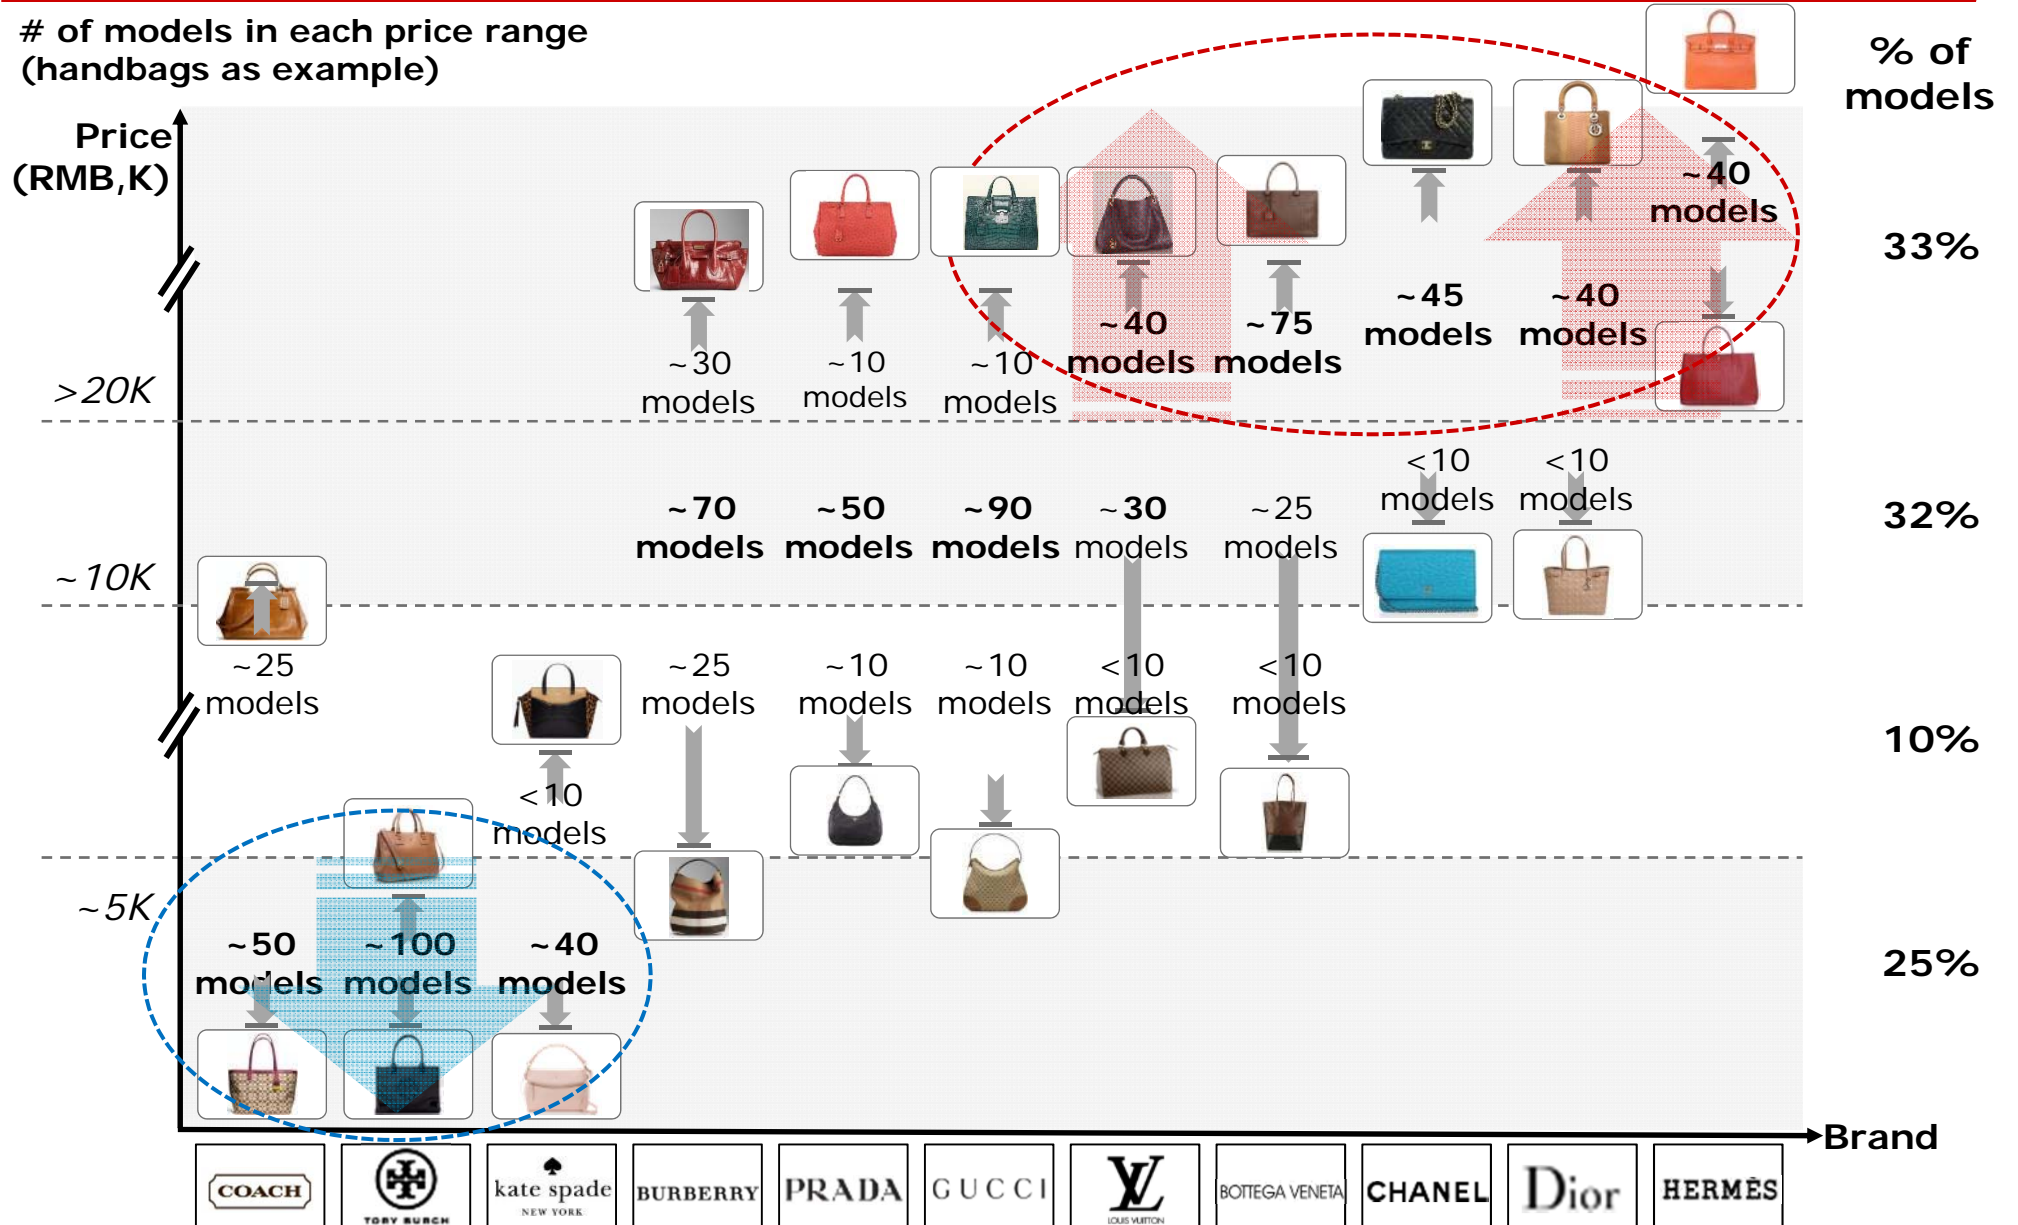 # of models in each price range
(handbags as example)
% of
models
Price
(RMB,K)
~40
models
33%
~45
models
~40
models
~40
models
~75
models
~30
models
~10
models
~10
models
>20K
<10
models
<10
models
~70
models
~50
models
~90
models
~30
models
~25
models
32%
~10K
~25
models
~25
models
~10
models
~10
models
<10
models
<10
models
10%
<10
models
~5K
~50
models
~100
models
~40
models
25%
Brand
COACH
TORY BURCH
kate spade
NEW YORK
BURBERRY
PRADA
GUCCI
LV
LOUIS VUITTON
BOTTEGA VENETA
CHANEL
Dior
HERMÈS